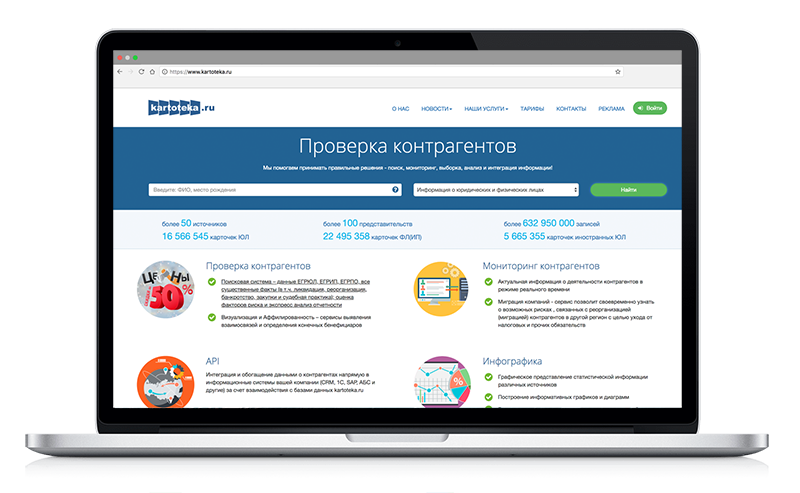 https://www.kartoteka.ru
kartoteka.ru
О НАС НОВОСТИ НАШИ УСЛУГИ ТАРИФЫ КОНТАКТЫ РЕКЛАМА Войти
Проверка контрагентов
Мы помогаем принимать правильные решения - поиск, мониторинг, выборка, анализ и интеграция информации!
Введите: ФИО, место рождения
Информация о юридических и физических лицах
Найти
более 50 источников
16 566 545 карточек ЮЛ
более 100 представительств
22 495 358 карточек ФЛ(ИП)
более 632 950 000 записей
5 665 355 карточек иностранных ЮЛ
ЦЕНЫ
50%
Проверка контрагентов
Поисковая система – данные ЕГРЮЛ, ЕГРИП, ЕГРПО, все
существенные факты (в т.ч. ликвидация, реорганизация,
банкротство, закупки и судебная практика); оценка
факторов риска и экспресс анализ отчетности
Визуализация и Аффилированность – сервисы выявления
взаимосвязей и определения конечных бенефициаров
Мониторинг контрагентов
Актуальная информация о деятельности контрагентов в
режиме реального времени
Миграция компаний - сервис позволит своевременно узнать
о возможных рисках , связанных с реорганизацией
(миграцией) контрагентов в другой регион с целью ухода от
налоговых и прочих обязательств
API
Интеграция и обогащение данными о контрагентах напрямую в
информационные системы вашей компании (CRM, 1С, SAP, АБС и
другие) за счет взаимодействия с базами данных kartoteka.ru
%
Инфографика
Графическое представление статистической информации
различных источников
Построение информативных графиков и диаграмм